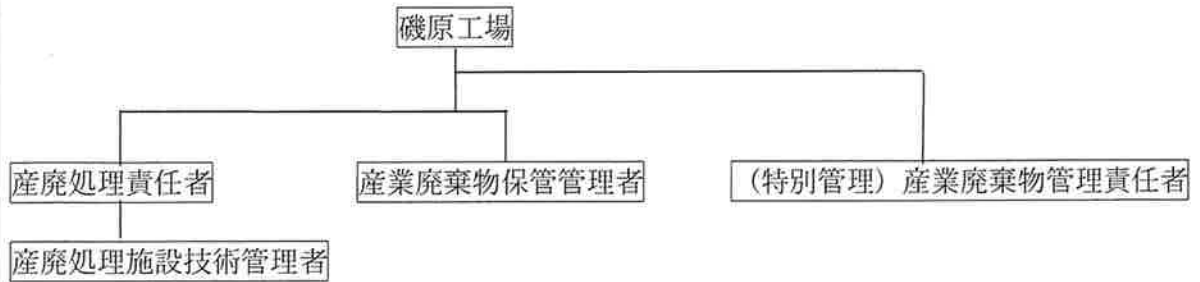 磯原工場
産廃処理責任者
産業廃棄物保管管理者
（特別管理）産業廃棄物管理責任者
産廃処理施設技術管理者